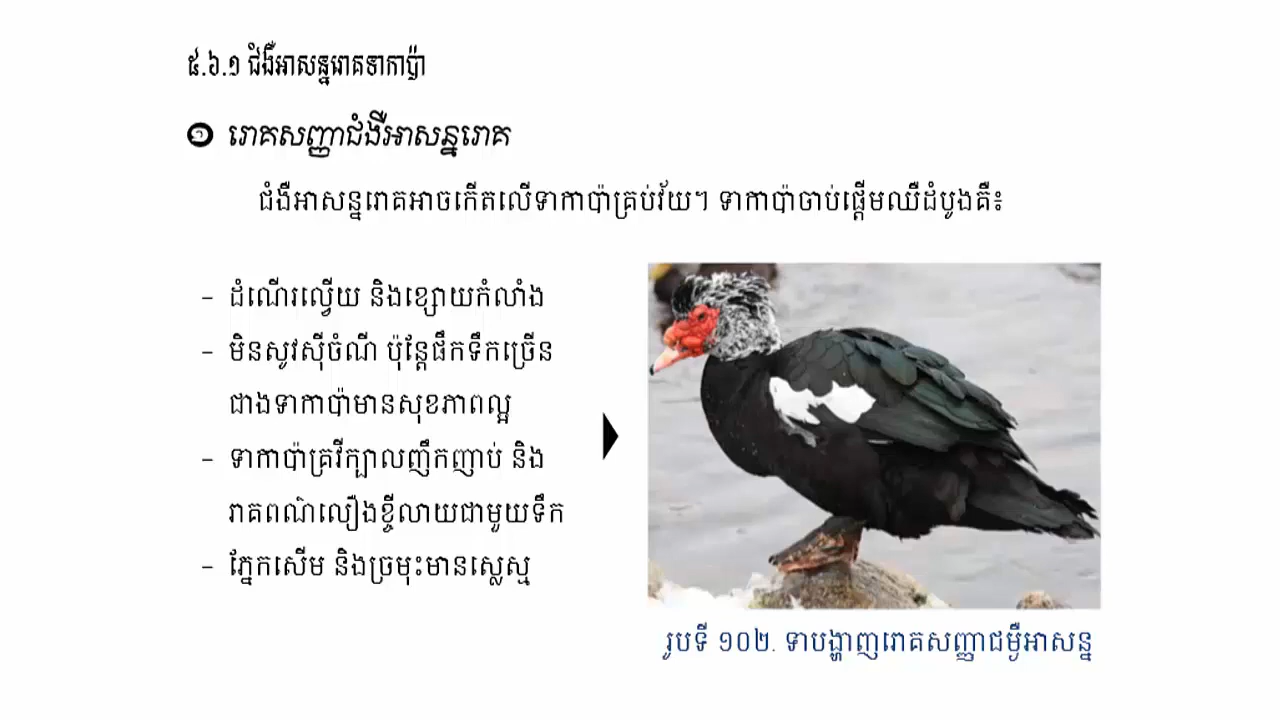 ៥.៦.១ ជំងឺអាសន្នរោគទាកាប៉ា
១ រោគសញ្ញាជំងឺអាសន្នរោគ
ជំងឺអាសន្នរោគអាចកើតលើទាកាប៉ាគ្រប់វ័យ។ ទាកាប៉ាចាប់ផ្ដើមឈឺដំបូងគឺ៖
- ដំណើរល្វើយ និងខ្សោយកំលាំង
- មិនសូវស៊ីចំណី ប៉ុន្តែផឹកទឹកច្រើន
ជាងទាកាប៉ាមានសុខភាពល្អ
- ទាកាប៉ាគ្រវីក្បាលញឹកញាប់ និង
រាគពណ៌លឿងខ្ចីលាយជាមួយទឹក
- ភ្នែកសើម និងច្រមុះមានស្លេស្ម
រូបទី ១០២. ទាបង្ហាញរោគសញ្ញាជម្ងឺអាសន្ន